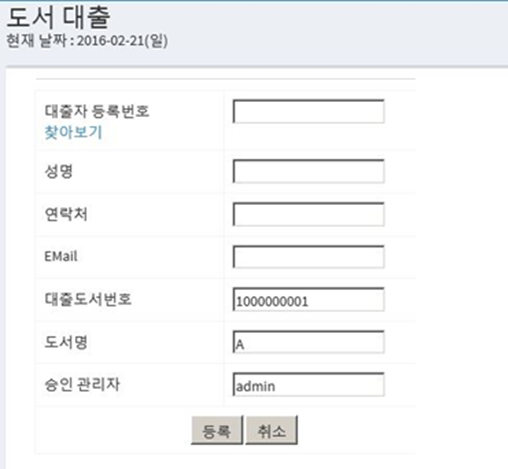 도서 대출
현재 날짜 : 2016-02-21(일)
대출자 등록번호
찾아보기
성명
연락처
EMail
대출도서번호 1000000001
도서명 A
승인 관리자 admin
등록 취소